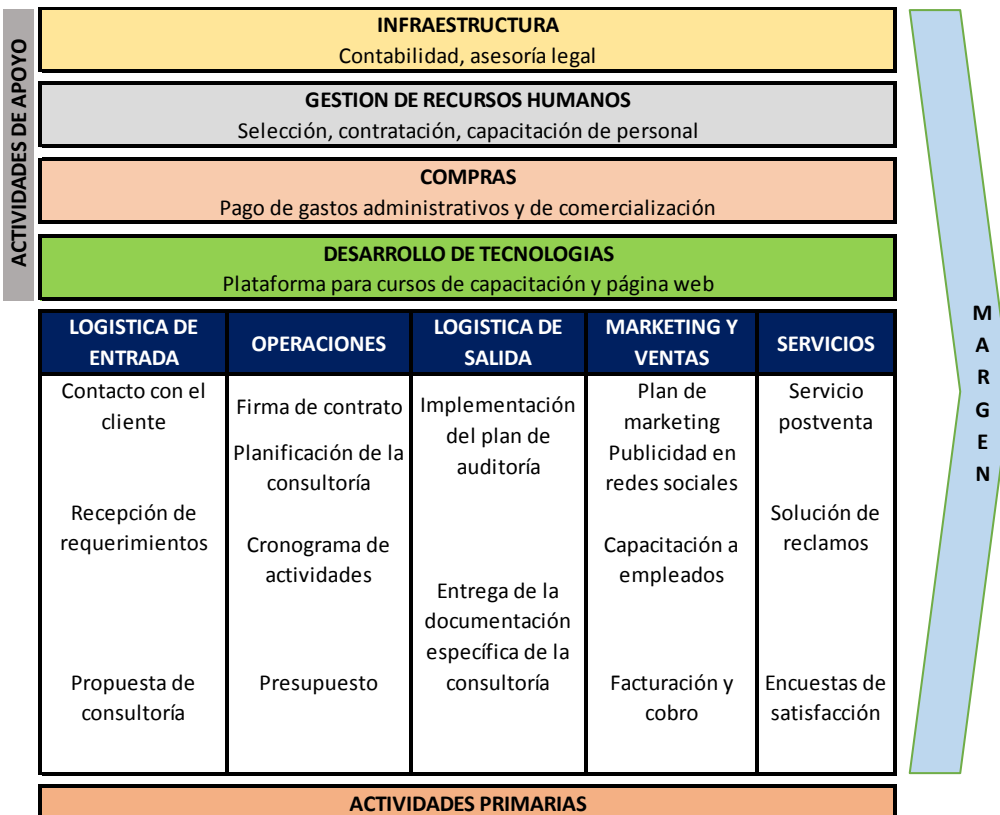 ACTIVIDADES DE APOYO
INFRAESTRUCTURA
Contabilidad, asesoría legal
GESTION DE RECURSOS HUMANOS
Selección, contratación, capacitación de personal
COMPRAS
Pago de gastos administrativos y de comercialización
DESARROLLO DE TECNOLOGIAS
Plataforma para cursos de capacitación y página web
LOGISTICA DE
ENTRADA
Contacto con el
cliente
Recepción de
requerimientos
Propuesta de
consultoría
OPERACIONES
Firma de contrato
Planificación de la
consultoría
Cronograma de
actividades
Presupuesto
LOGISTICA DE
SALIDA
Implementación
del plan de
auditoría
Entrega de la
documentación
específica de la
consultoría
MARKETING Y
VENTAS
Plan de
marketing
Publicidad en
redes sociales
Capacitación a
empleados
Facturación y
cobro
SERVICIOS
Servicio
postventa
Solución de
reclamos
Encuestas de
satisfacción
ACTIVIDADES PRIMARIAS
M
A
R
G
E
N